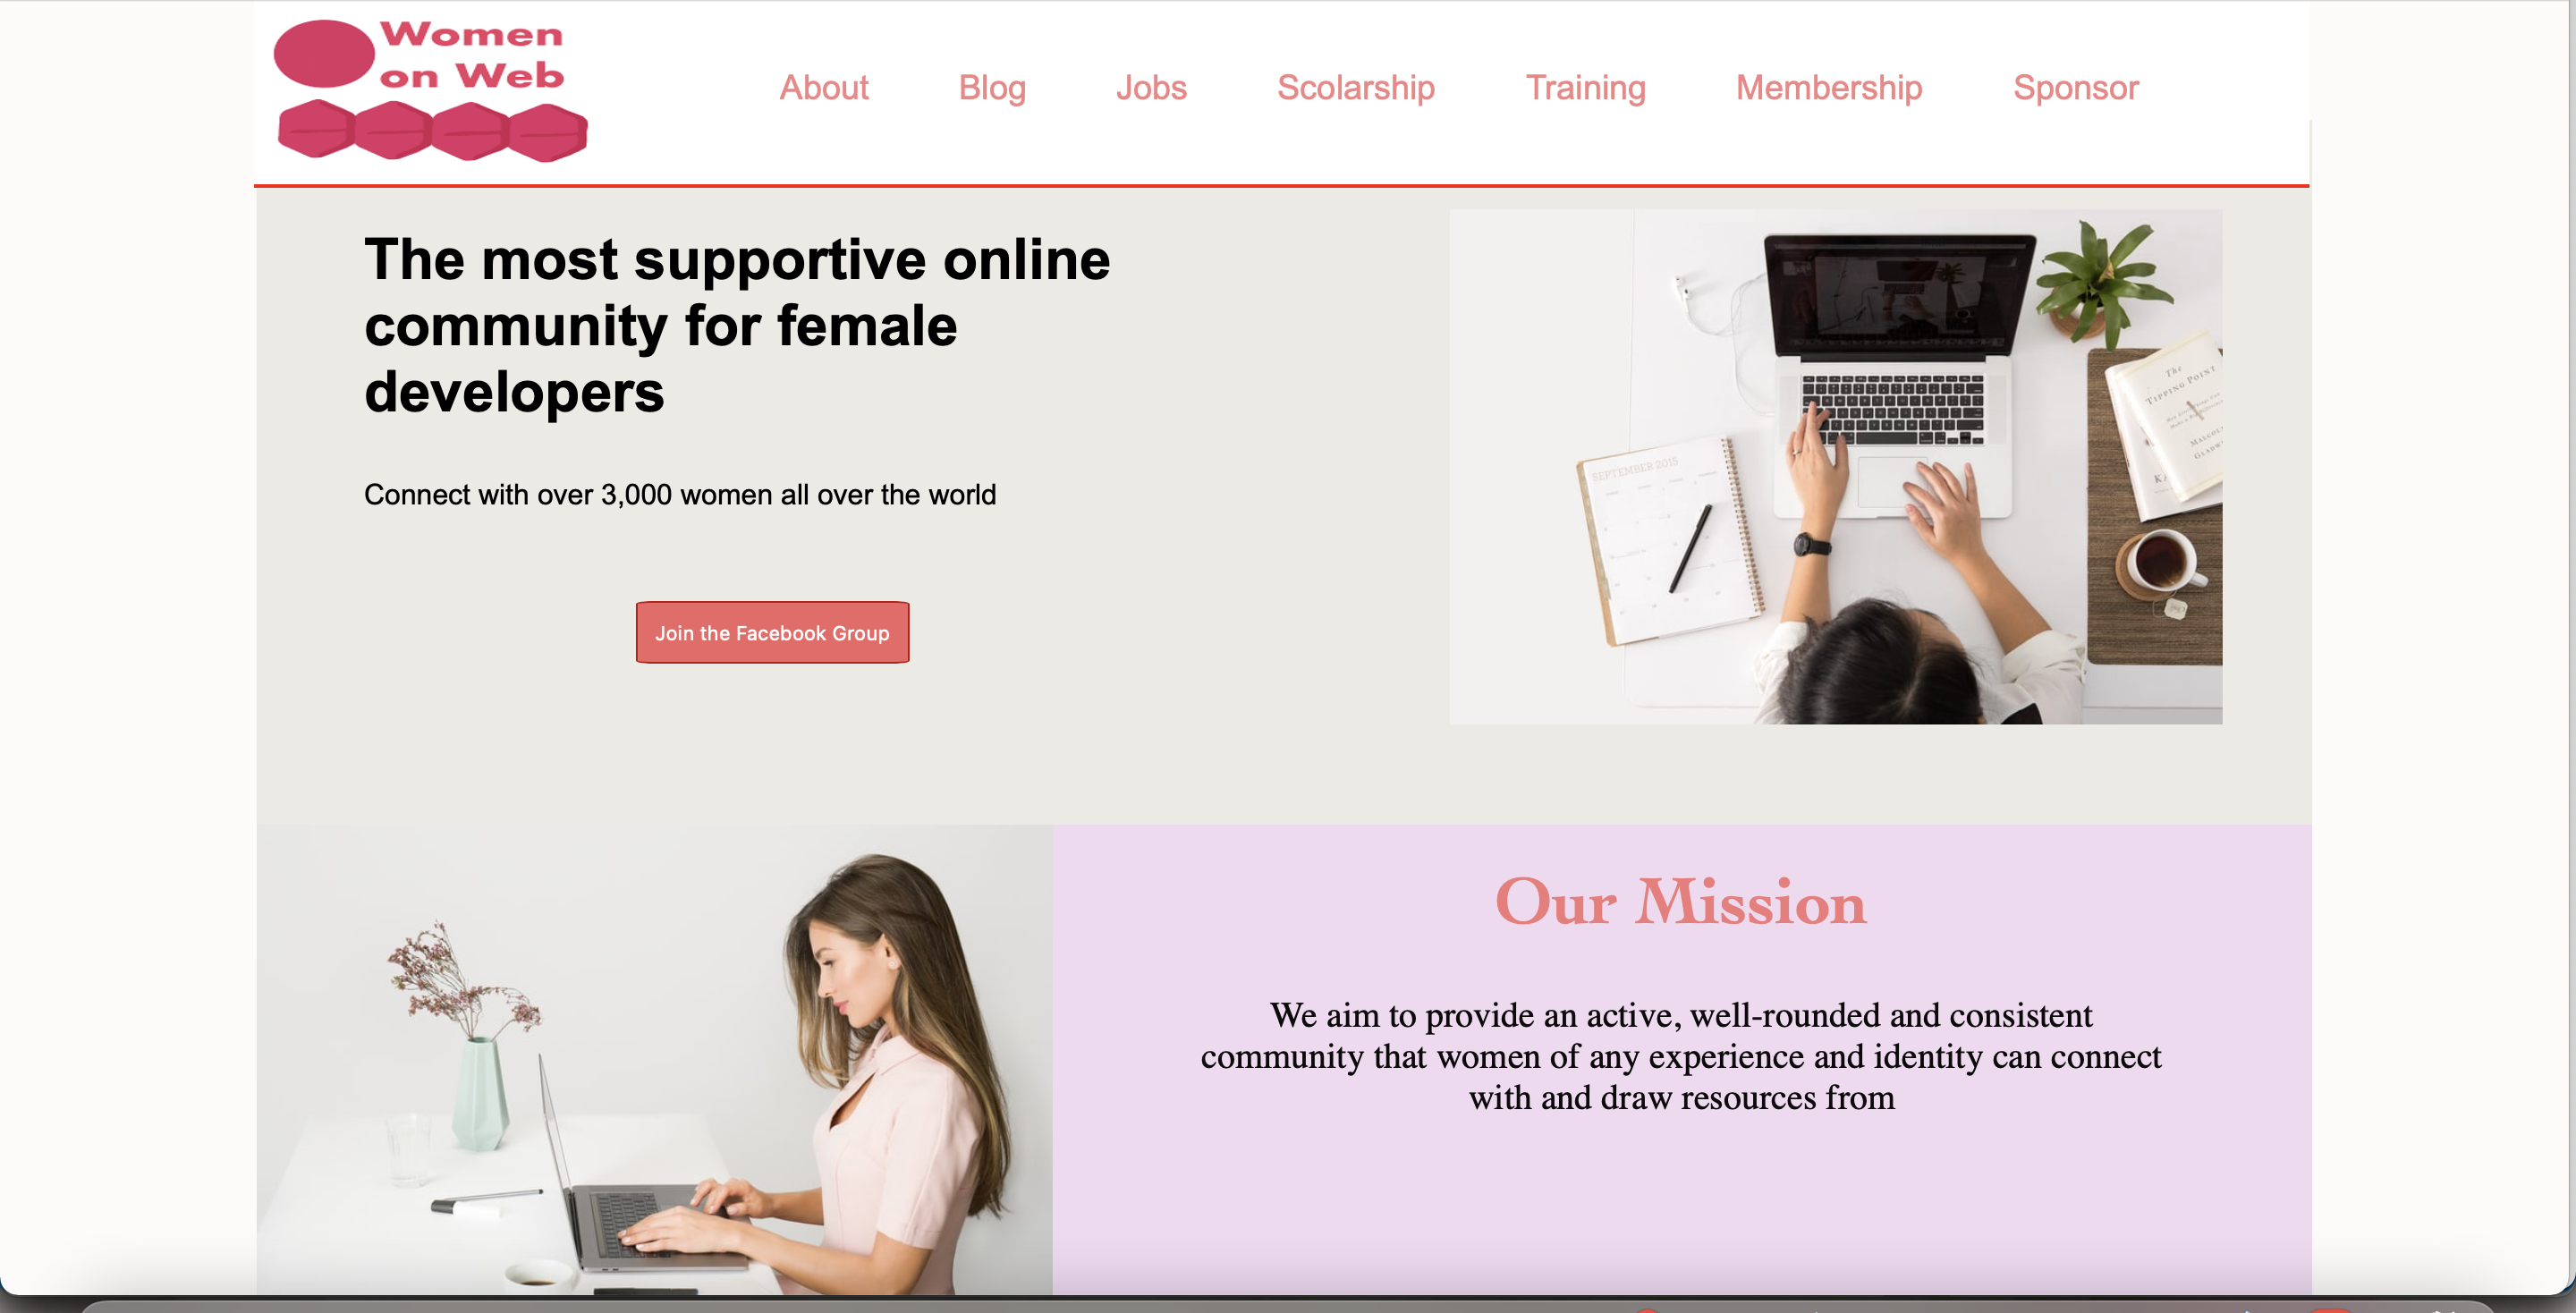 Women
on Web
About Blog Jobs Scolarship Training Membership Sponsor
The most supportive online
community for female
developers
Connect with over 3,000 women all over the world
Join the Facebook Group
SEPTEMBER 2015
The
TIPPING POINT
Our Mission
We aim to provide an active, well-rounded and consistent
community that women of any experience and identity can connect
with and draw resources from